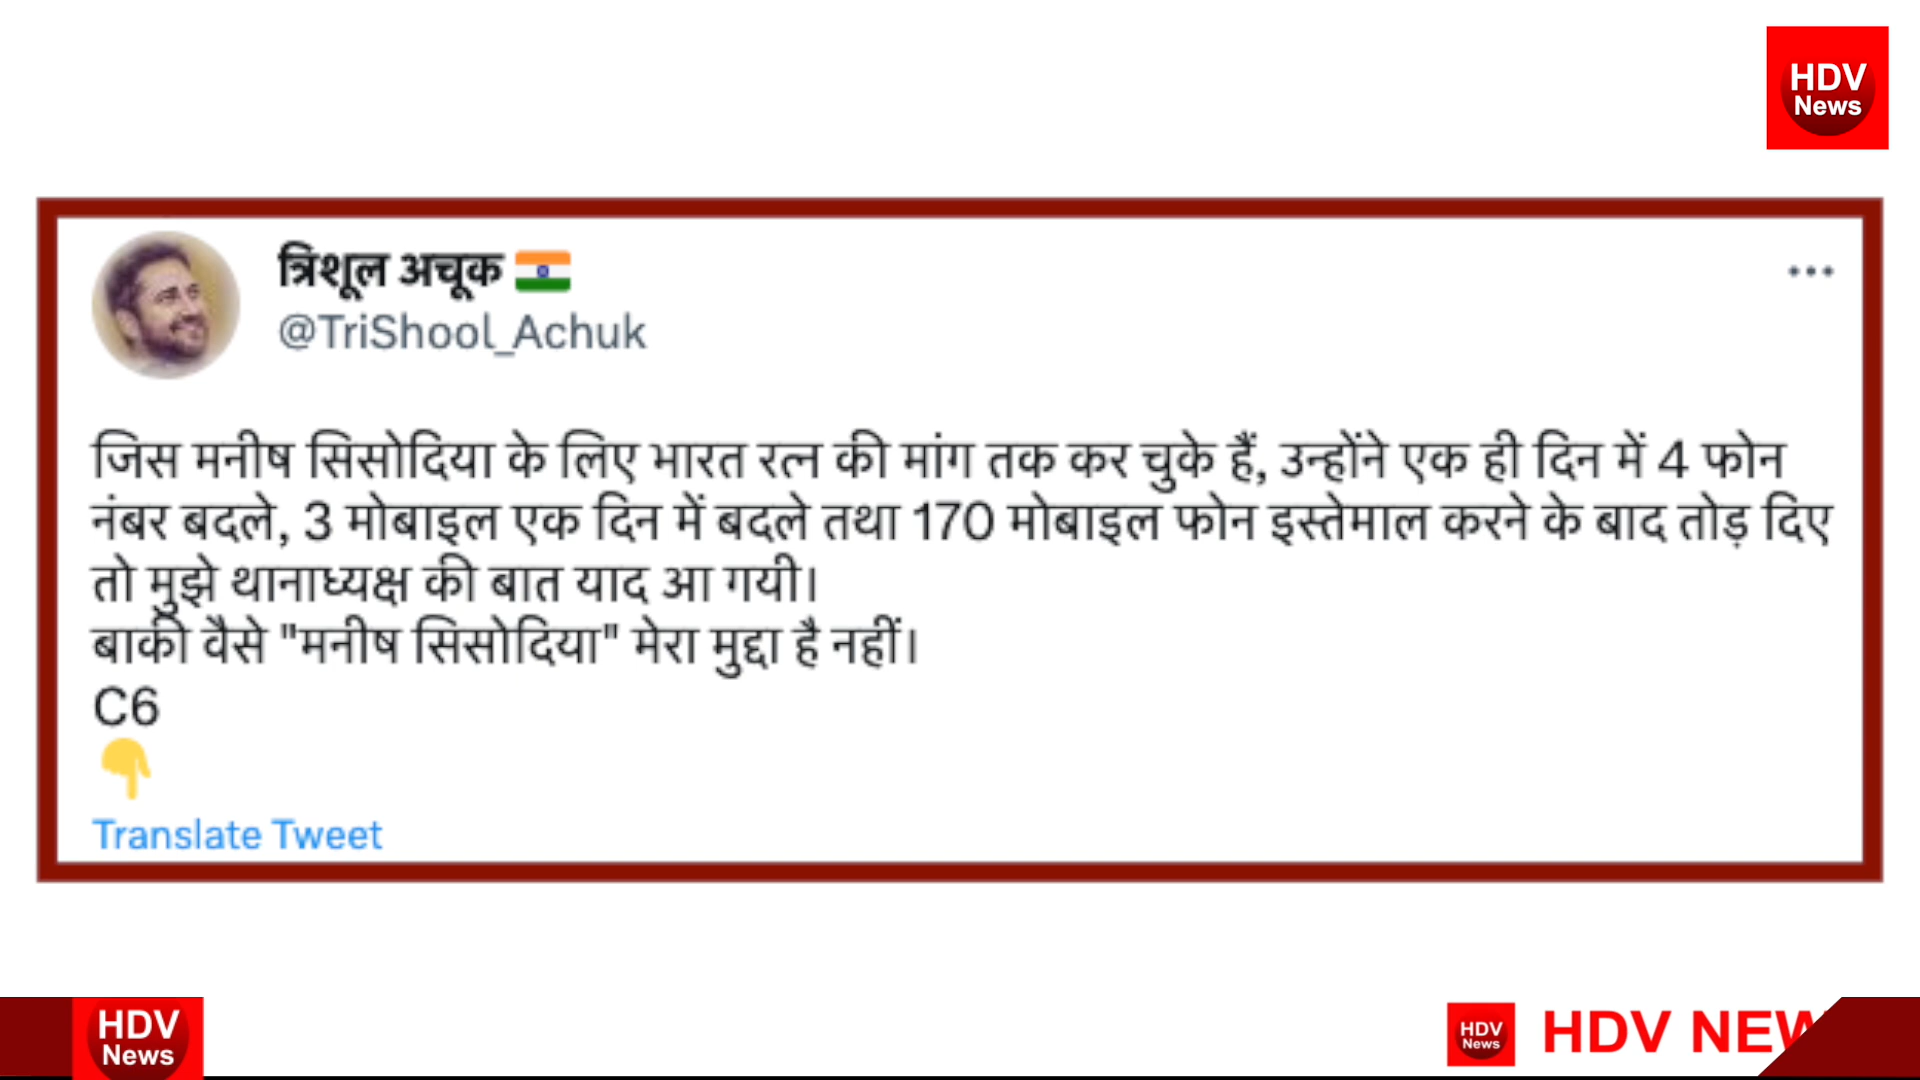 HDV
News
त्रिशूल अचूक
@TriShool_Achuk
जिस मनीष सिसोदिया के लिए भारत रत्न की मांग तक कर चुके हैं, उन्होंने एक ही दिन में 4 फोन
नंबर बदले, 3 मोबाइल एक दिन में बदले तथा 170 मोबाइल फोन इस्तेमाल करने के बाद तोड़ दिए
तो मुझे थानाध्यक्ष की बात याद आ गयी।
बाकी वैसे "मनीष सिसोदिया" मेरा मुद्दा है नहीं।
C6
Translate Tweet
HDV
News
HDV
News
HDV NEW